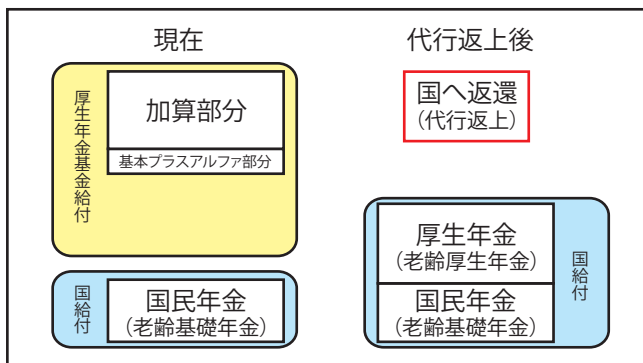 現在
厚生年金基金給付
加算部分
基本プラスアルファ部分
国給付
国民年金
(老齢基礎年金)
代行返上後
国へ返還
(代行返上)
厚生年金
(老齢厚生年金)
国民年金
(老齢基礎年金)
国給付